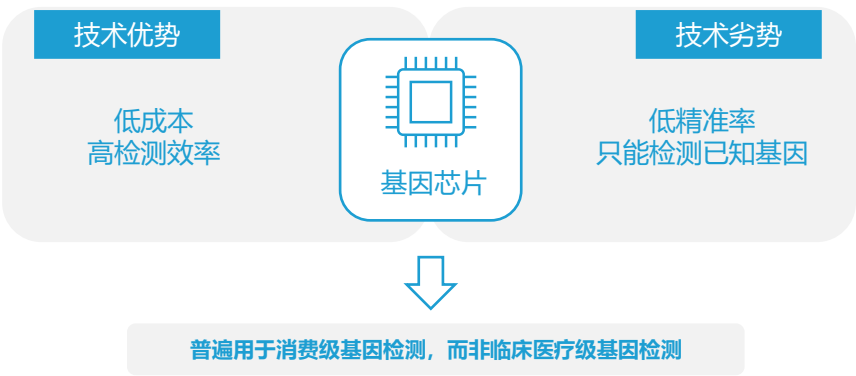 技术优势
低成本
高检测效率
基因芯片
技术劣势
低精准率
只能检测已知基因
普遍用于消费级基因检测，而非临床医疗级基因检测